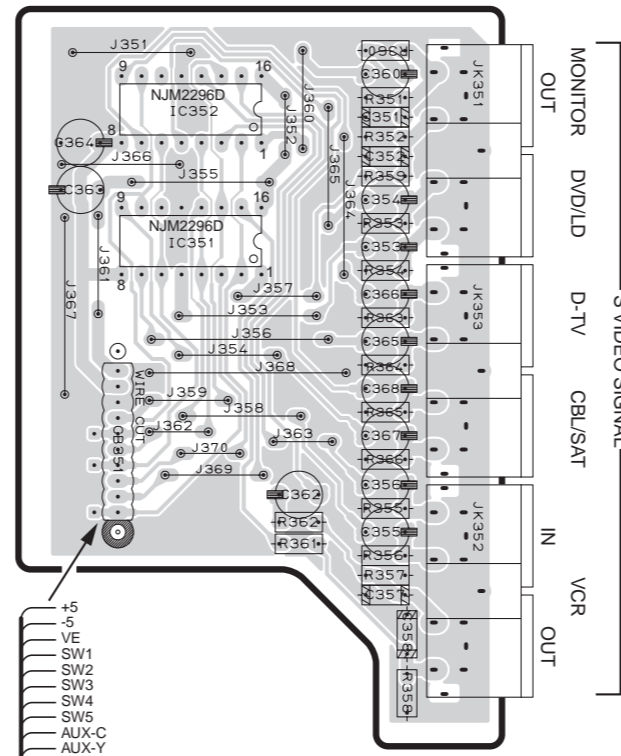 J351
9
16
NJM2296D
IC352
8
1
J352
J360
J365
J364
C364
J366
C363
J355
9
16
NJM2296D
IC351
8
1
J361
J367
J357
J353
J356
J354
J368
J359
J358
J362
J363
J370
J369
WIRE CUT
CB351
C362
R362
R361
R360
C360
R351
C351
R352
C352
R359
C354
R353
C353
R354
C366
R363
C365
R364
C368
R365
C367
R366
C356
R355
C355
R356
R357
C357
C358
R358
JK351
JK353
JK352
MONITOR
OUT
DVD/LD
D-TV
CBL/SAT
IN
VCR
OUT
S VIDEO SIGNAL
+5
-5
VE
SW1
SW2
SW3
SW4
SW5
AUX-C
AUX-Y